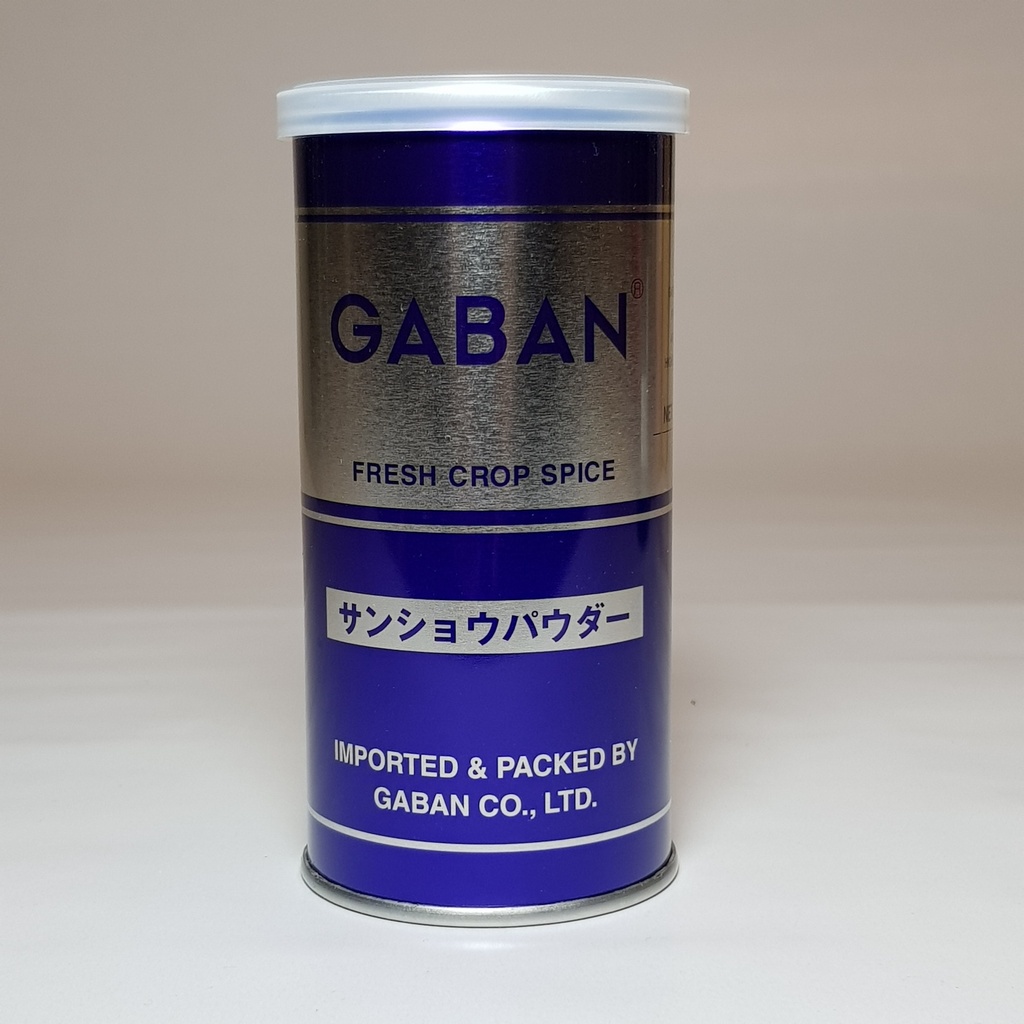 GABAN®
FRESH CROP SPICE
サンショウパウダー
IMPORTED & PACKED BY
GABAN CO., LTD.